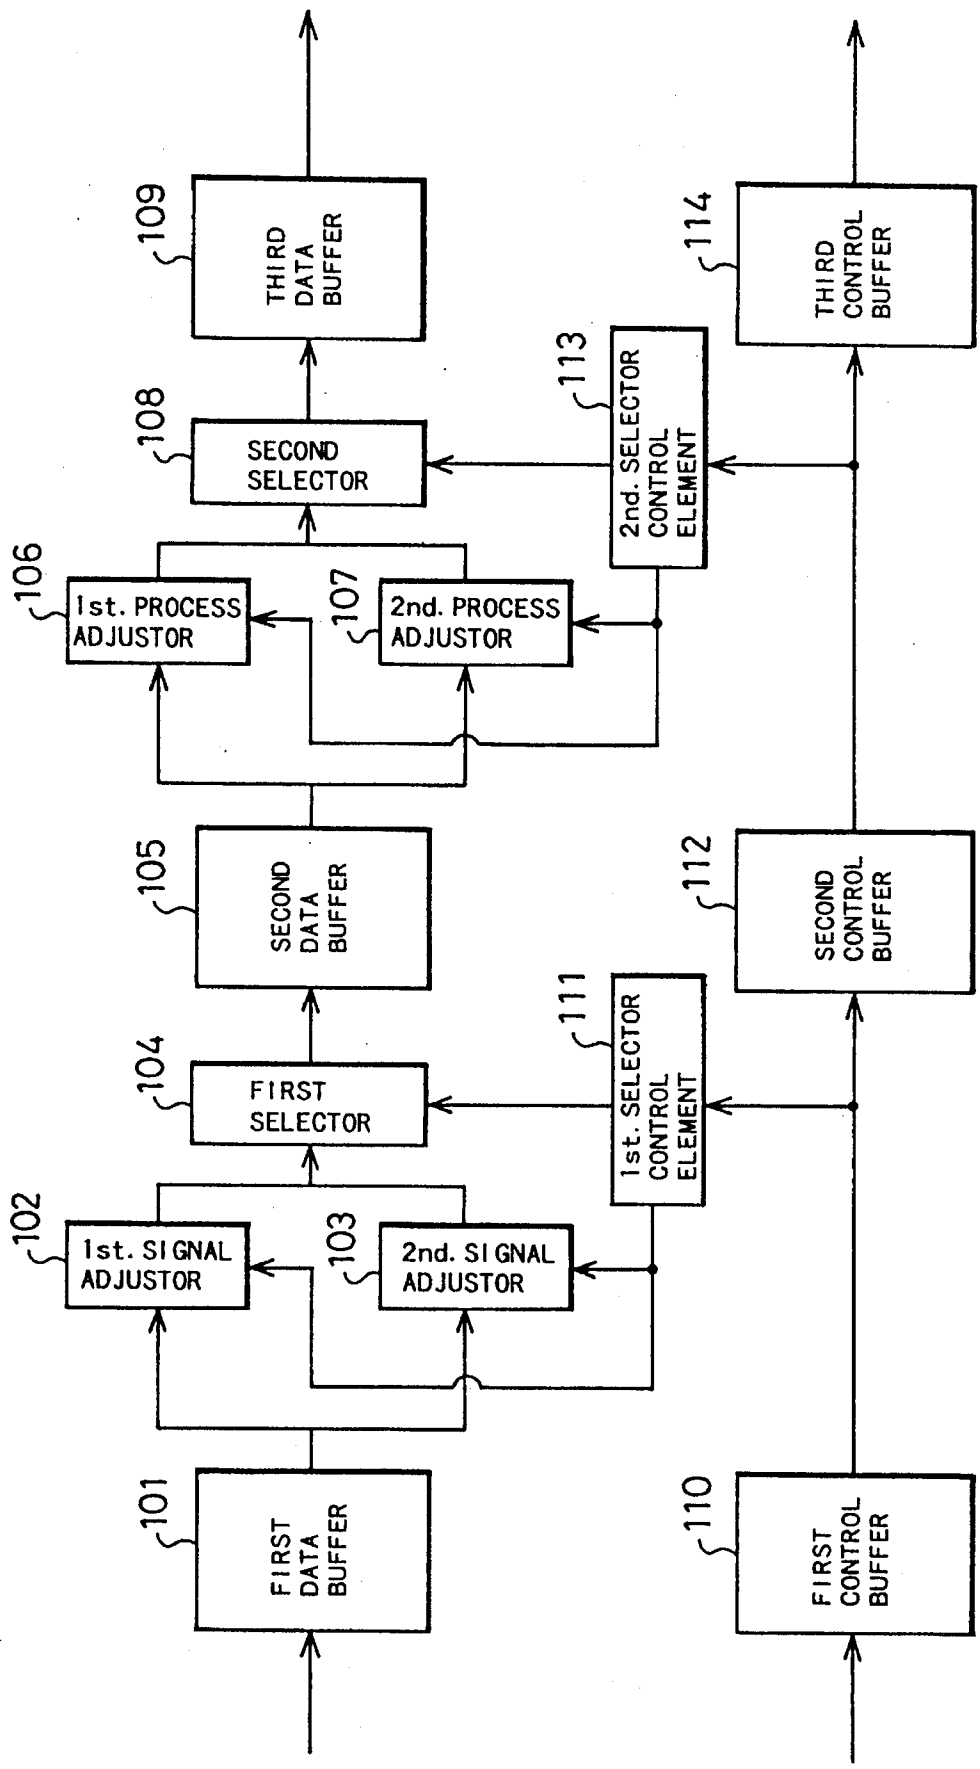 101
FIRST
DATA
BUFFER
102
1st. SIGNAL
ADJUSTOR
103
2nd. SIGNAL
ADJUSTOR
104
FIRST
SELECTOR
105
SECOND
DATA
BUFFER
106
1st. PROCESS
ADJUSTOR
107
2nd. PROCESS
ADJUSTOR
108
SECOND
SELECTOR
109
THIRD
DATA
BUFFER
110
FIRST
CONTROL
BUFFER
111
1st. SELECTOR
CONTROL
ELEMENT
112
SECOND
CONTROL
BUFFER
113
2nd. SELECTOR
CONTROL
ELEMENT
114
THIRD
CONTROL
BUFFER